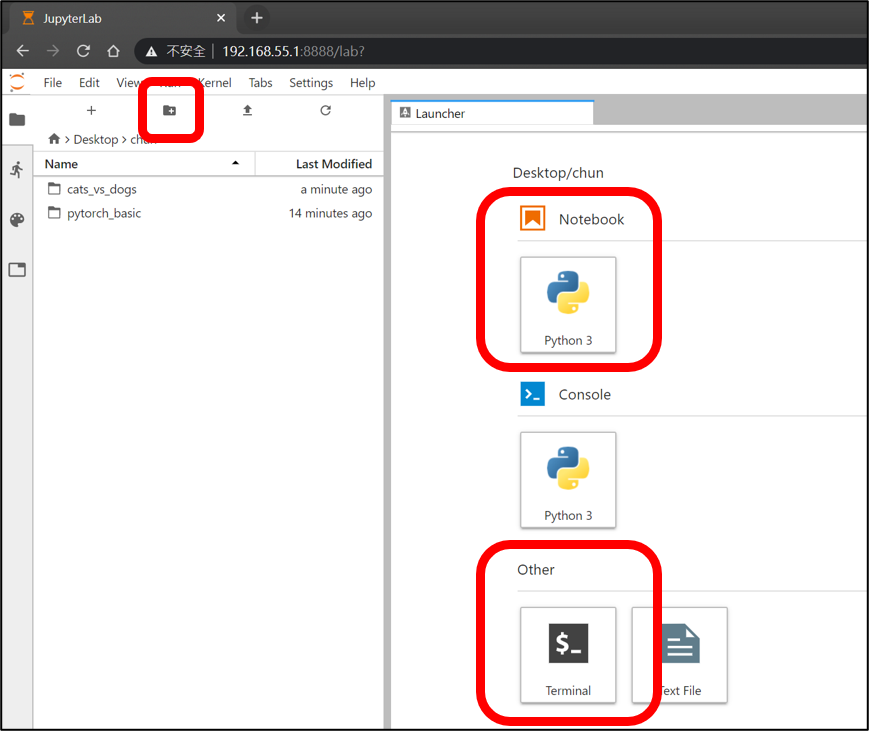 JupyterLab
不安全 | 192.168.55.1:8888/lab?
File Edit View Run Kernel Tabs Settings Help
Desktop chun
Name Last Modified
cats_vs_dogs a minute ago
pytorch_basic 14 minutes ago
Launcher
Desktop/chun
Notebook
Python 3
Console
Python 3
Other
$_
Terminal Text File